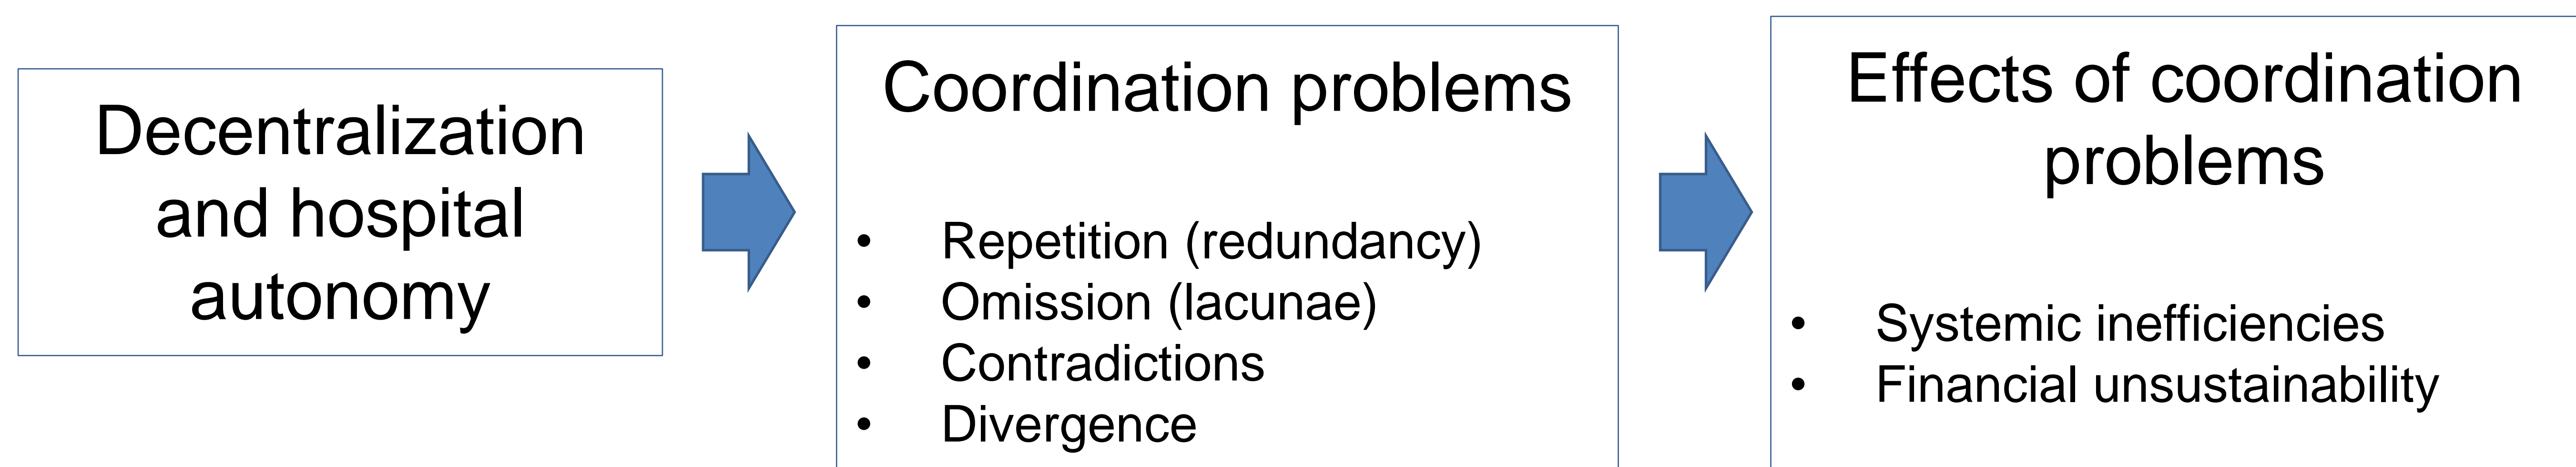 Decentralization
and hospital
autonomy
Coordination problems
• Repetition (redundancy)
• Omission (lacunae)
• Contradictions
• Divergence
Effects of coordination
problems
• Systemic inefficiencies
• Financial unsustainability